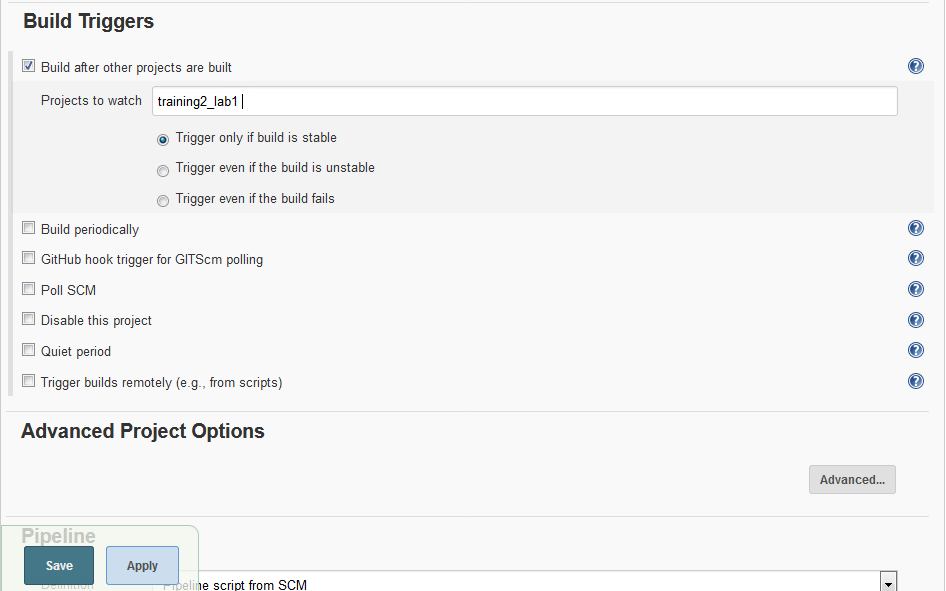 Build Triggers
Build after other projects are built
Projects to watch training2_lab1
Trigger only if build is stable
Trigger even if the build is unstable
Trigger even if the build fails
Build periodically
GitHub hook trigger for GITScm polling
Poll SCM
Disable this project
Quiet period
Trigger builds remotely (e.g., from scripts)
Advanced Project Options
Advanced...
Pipeline
Save Apply
Definition Pipeline script from SCM